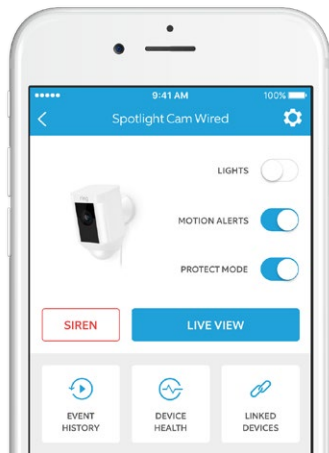 9:41 AM
100%
Spotlight Cam Wired
LIGHTS
MOTION ALERTS
PROTECT MODE
SIREN
LIVE VIEW
EVENT
HISTORY
DEVICE
HEALTH
LINKED
DEVICES